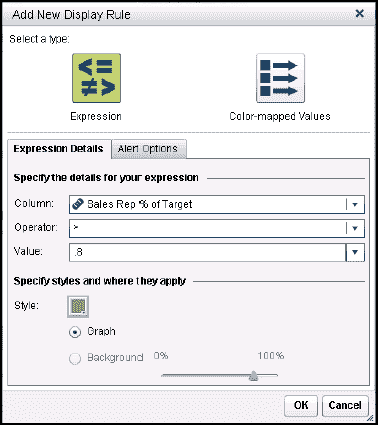 Add New Display Rule
Select a type:
Expression
Color-mapped Values
Expression Details
Alert Options
Specify the details for your expression
Column: Sales Rep % of Target
Operator: >
Value: .8
Specify styles and where they apply
Style:
Graph
Background 0% 100%
OK Cancel